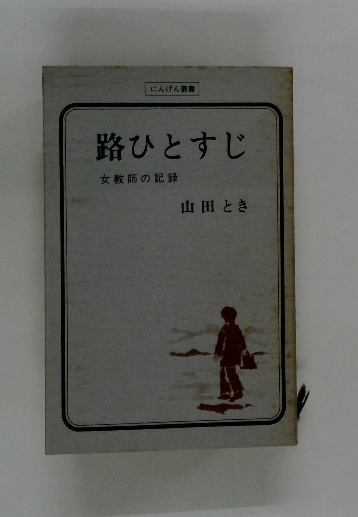 にんげん叢書
路ひとすじ
女教師の記録
山田とき